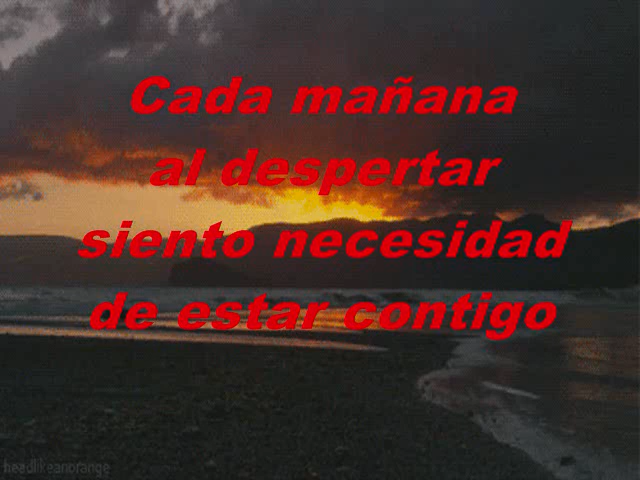 Cada mañana
al despertar
siento necesidad
de estar contigo
headlikeanorange